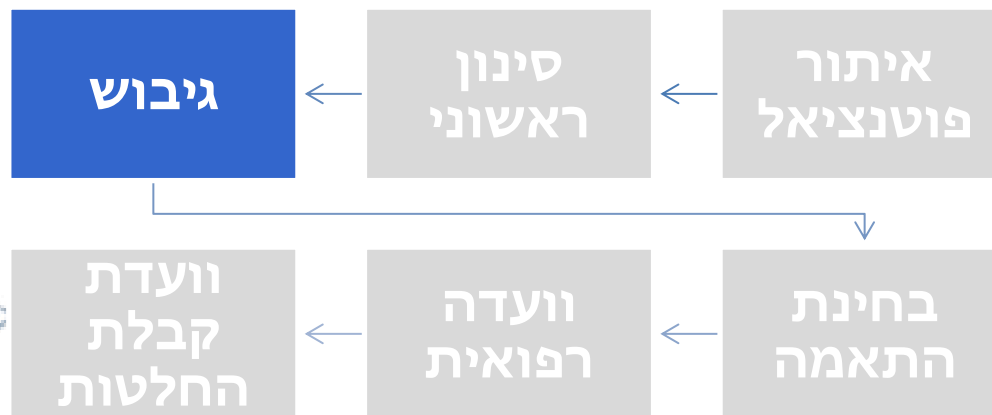 איתור
פוטנציאל
סינון
ראשוני
גיבוש
בחינת
התאמה
וועדה
רפואית
וועדת
קבלת
החלטות